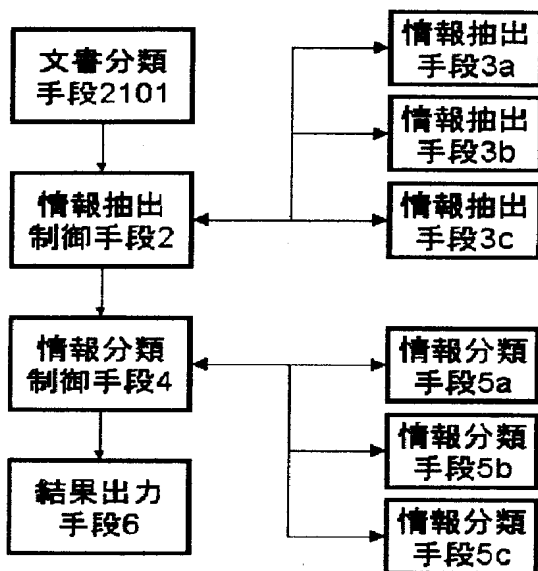 文書分類
手段2101
情報抽出
制御手段2
情報分類
制御手段4
結果出力
手段6
情報抽出
手段3a
情報抽出
手段3b
情報抽出
手段3c
情報分類
手段5a
情報分類
手段5b
情報分類
手段5c